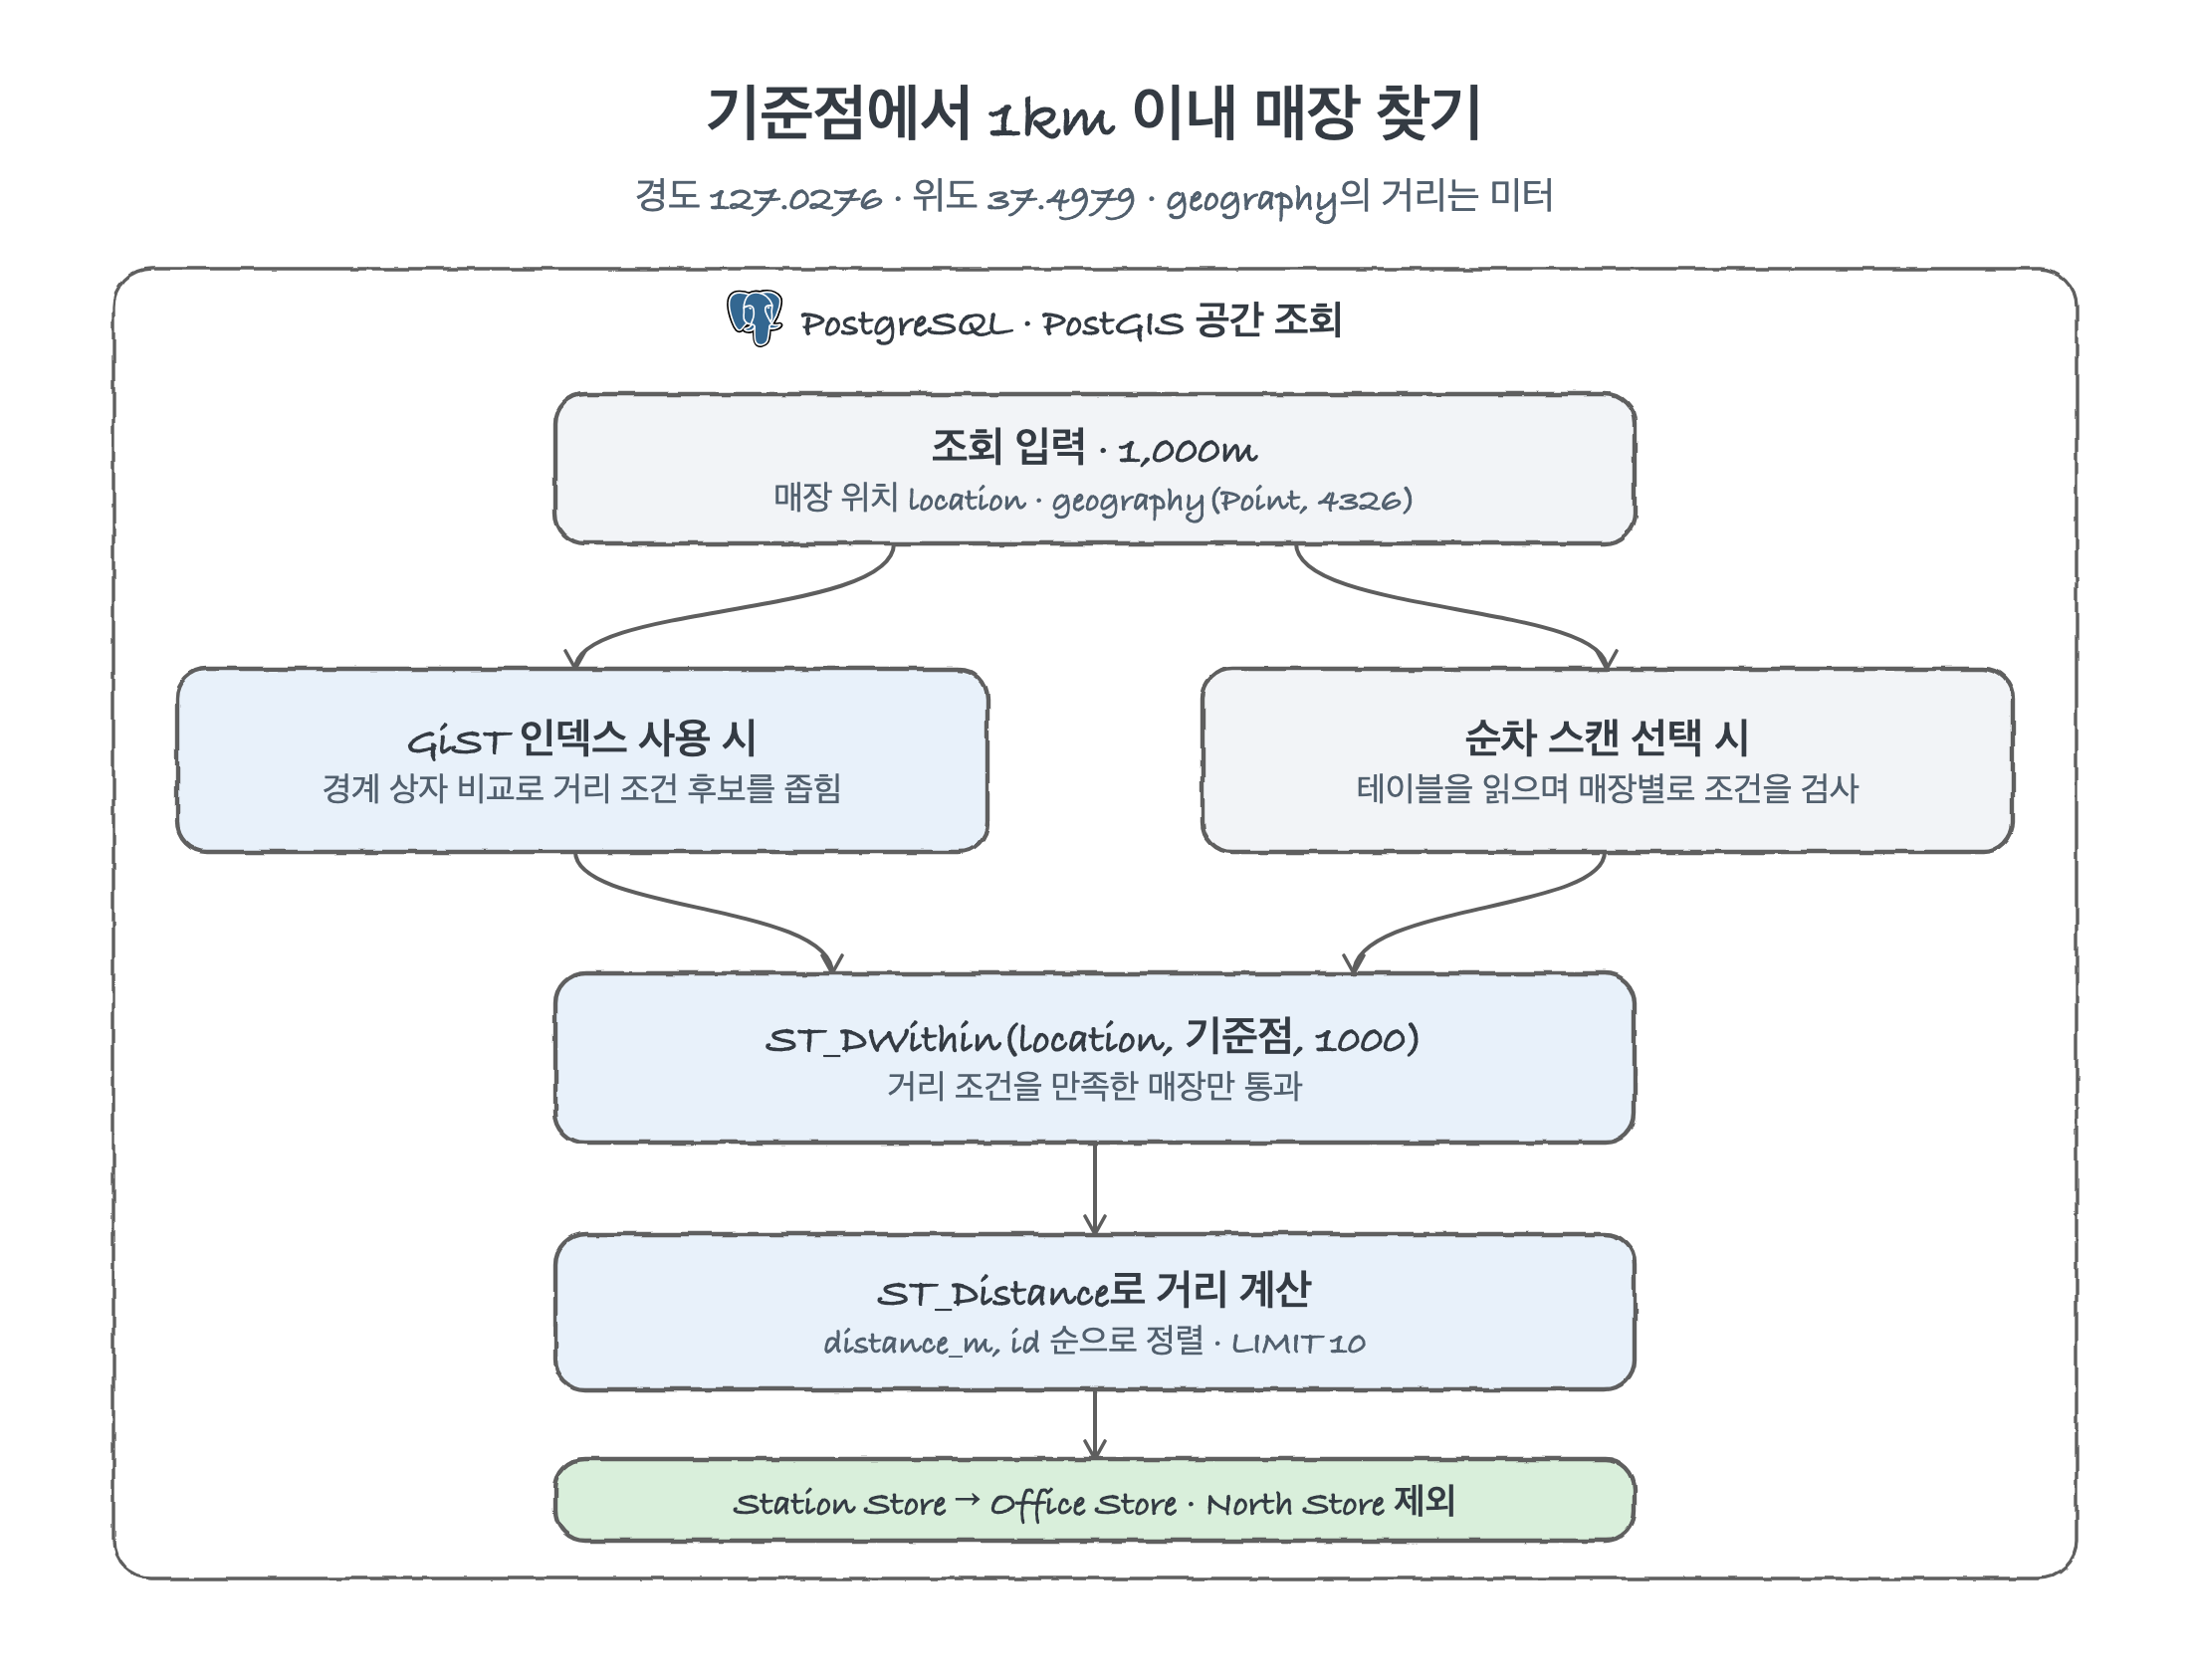 기준점에서 1km 이내 매장 찾기
경도 127.0276 · 위도 37.4979 · geography의 거리는 미터
PostgreSQL · PostGIS 공간 조회
조회 입력 · 1,000m
매장 위치 location · geography(Point, 4326)
GiST 인덱스 사용 시
경계 상자 비교로 거리 조건 후보를 좁힘
순차 스캔 선택 시
테이블을 읽으며 매장별로 조건을 검사
ST_DWithin(location, 기준점, 1000)
거리 조건을 만족한 매장만 통과
ST_Distance로 거리 계산
distance_m, id 순으로 정렬 · LIMIT 10
Station Store → Office Store · North Store 제외